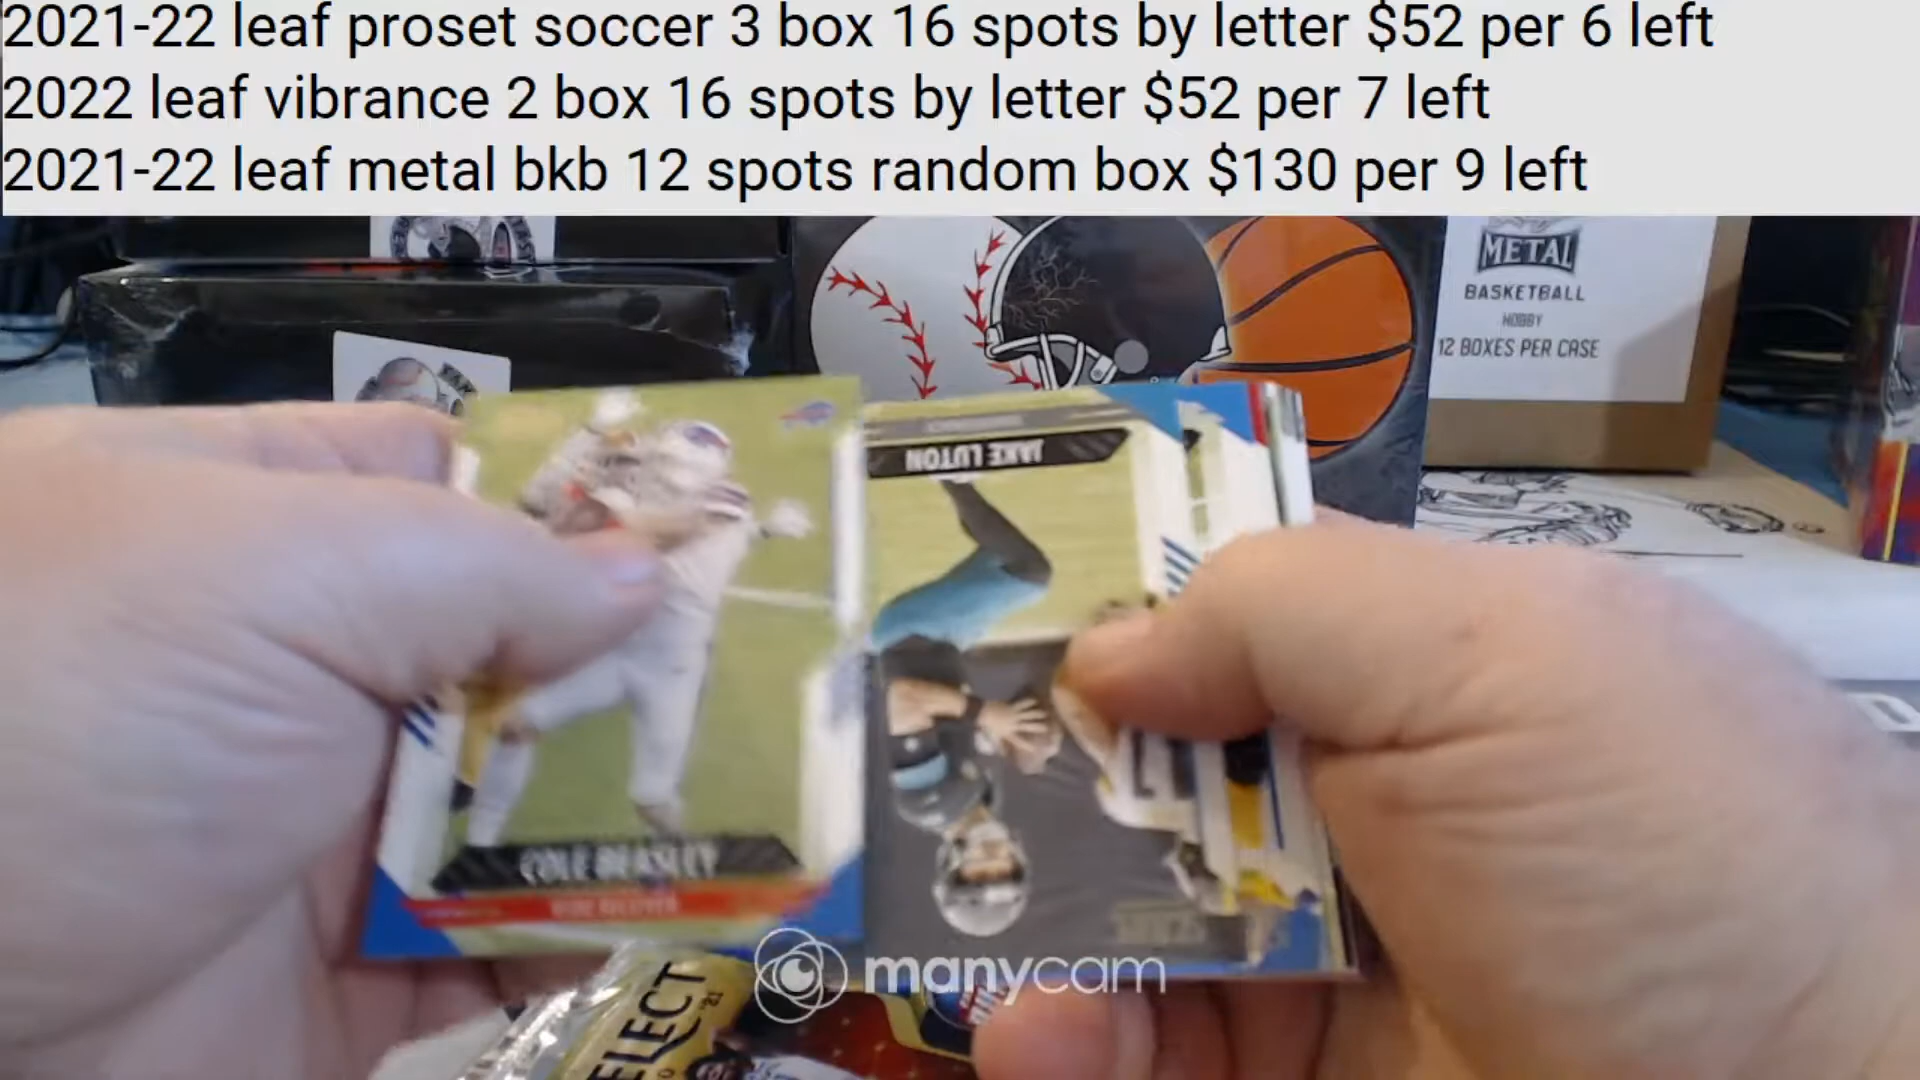 2021-22 leaf proset soccer 3 box 16 spots by letter $52 per 6 left
2022 leaf vibrance 2 box 16 spots by letter $52 per 7 left
2021-22 leaf metal bkb 12 spots random box $130 per 9 left
METAL
BASKETBALL
HOBBY
12 BOXES PER CASE
JAKE LUTON
COLE BEASLEY
WIDE RECEIVER
manycam
ELECT